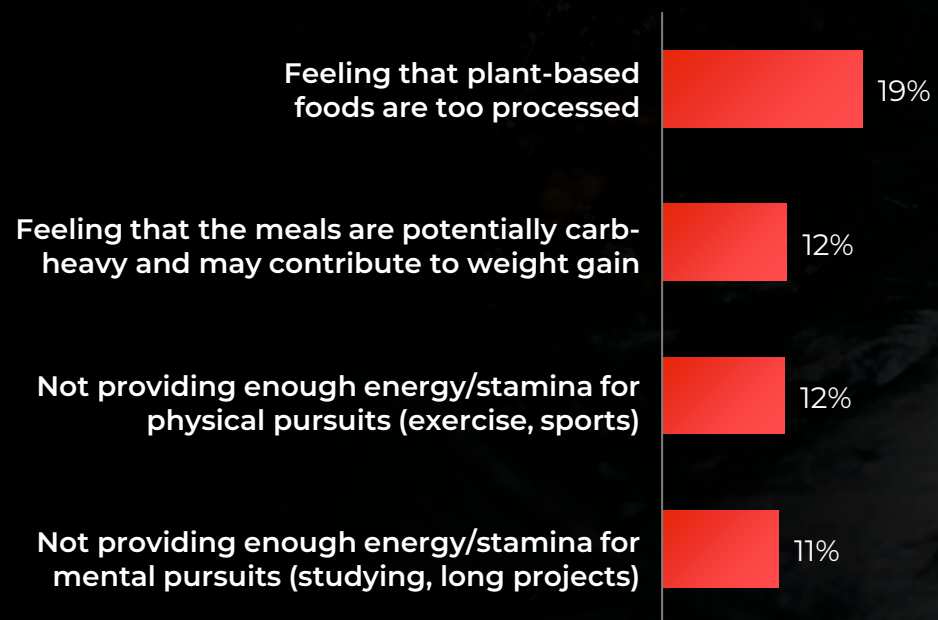 Feeling that plant-based
foods are too processed
19%
Feeling that the meals are potentially carb-
heavy and may contribute to weight gain
12%
Not providing enough energy/stamina for
physical pursuits (exercise, sports)
12%
Not providing enough energy/stamina for
mental pursuits (studying, long projects)
11%